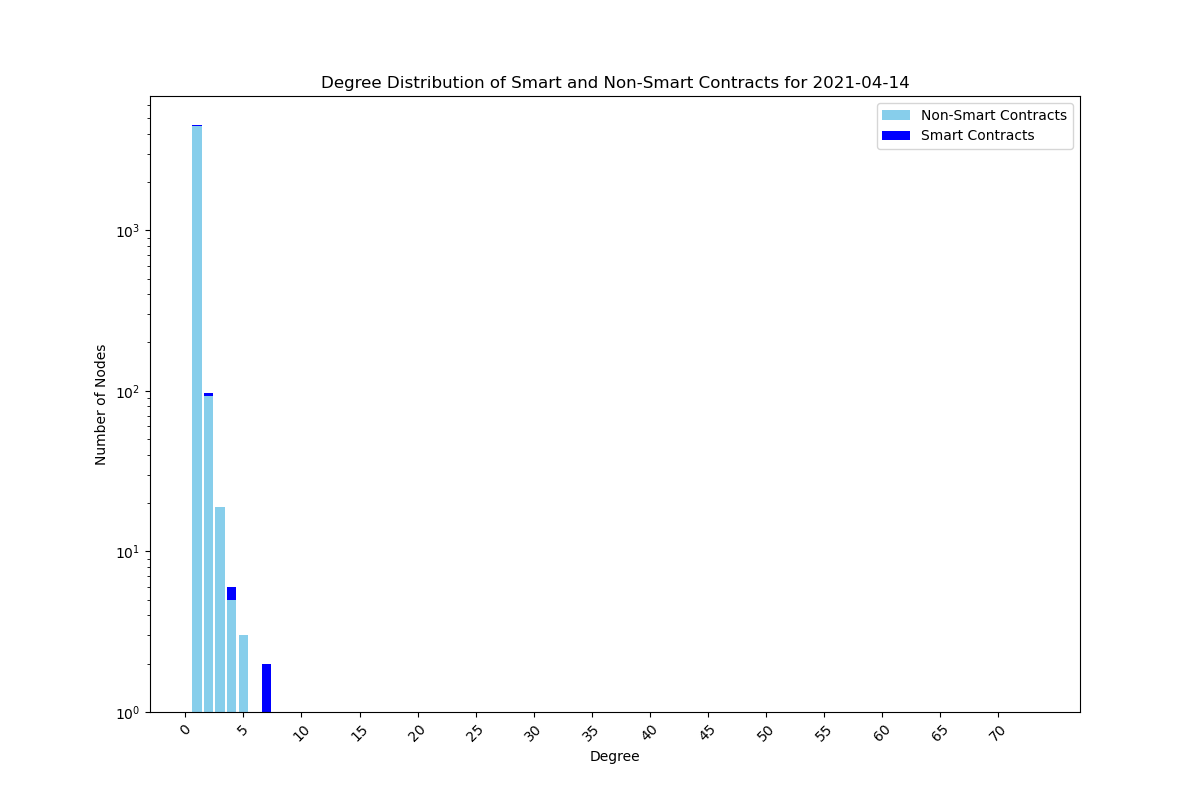 Degree Distribution of Smart and Non-Smart Contracts for 2021-04-14
Non-Smart Contracts
Smart Contracts
Number of Nodes
10³
10²
10¹
10⁰
0 5 10 15 20 25 30 35 40 45 50 55 60 65 70
Degree